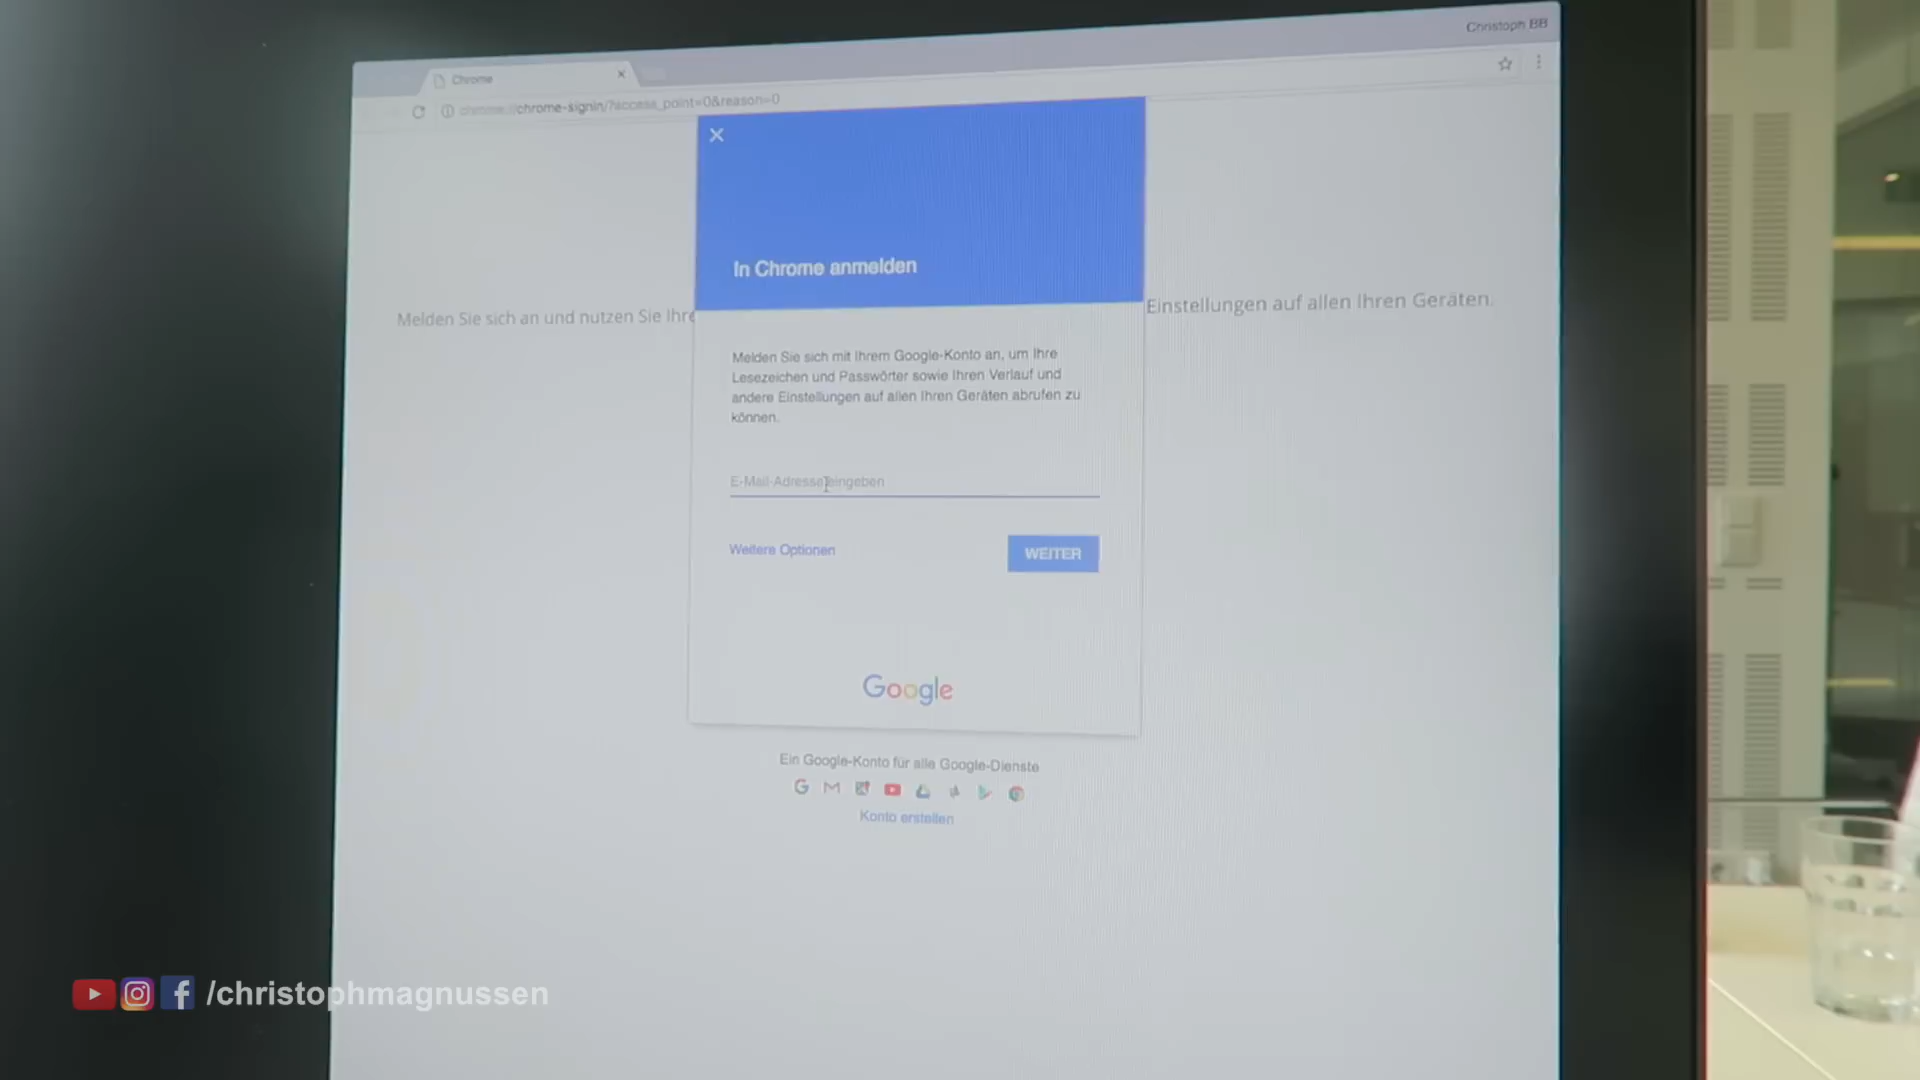 Christoph BB
Chrome
chrome://chrome-signin/?access_point=0&reason=0
In Chrome anmelden
Melden Sie sich an und nutzen Sie Ihre
Einstellungen auf allen Ihren Geräten.
Melden Sie sich mit Ihrem Google-Konto an, um Ihre
Lesezeichen und Passwörter sowie Ihren Verlauf und
andere Einstellungen auf allen Ihren Geräten abrufen zu
können.
E-Mail-Adresse eingeben
Weitere Optionen
WEITER
Google
Ein Google-Konto für alle Google-Dienste
Konto erstellen
/christophmagnussen